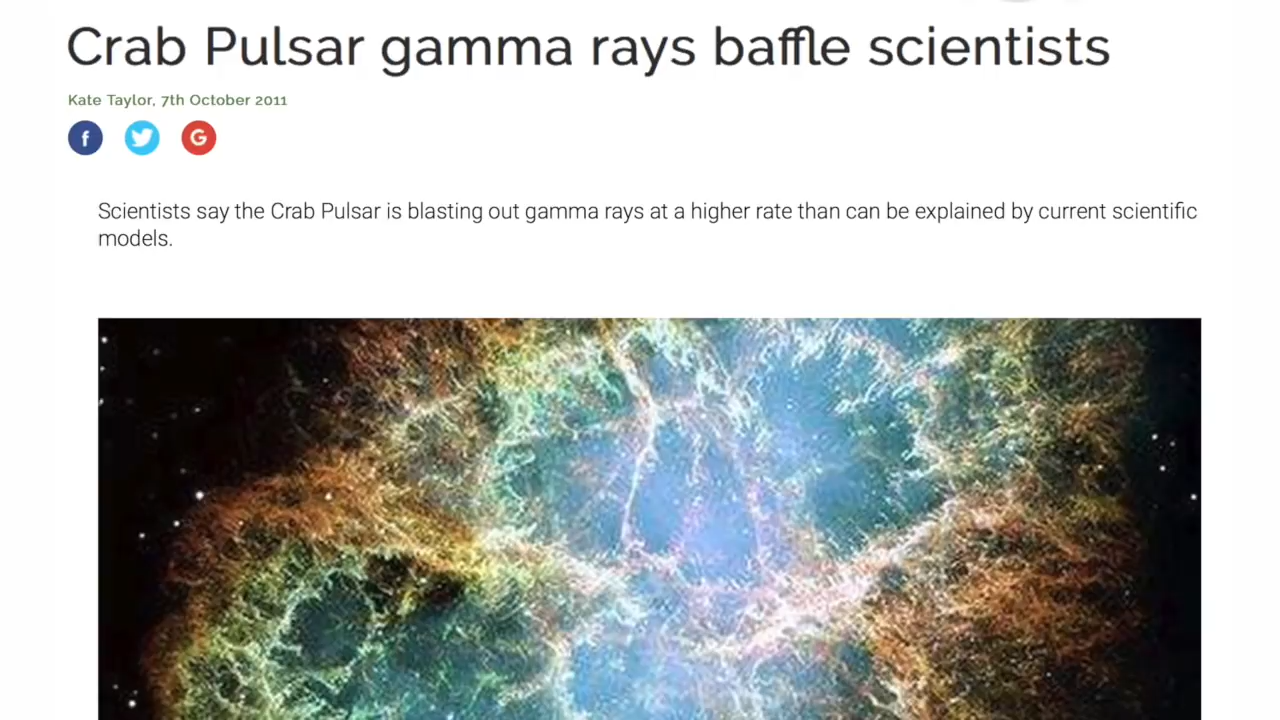 Crab Pulsar gamma rays baffle scientists
Kate Taylor, 7th October 2011
f
G
Scientists say the Crab Pulsar is blasting out gamma rays at a higher rate than can be explained by current scientific
models.